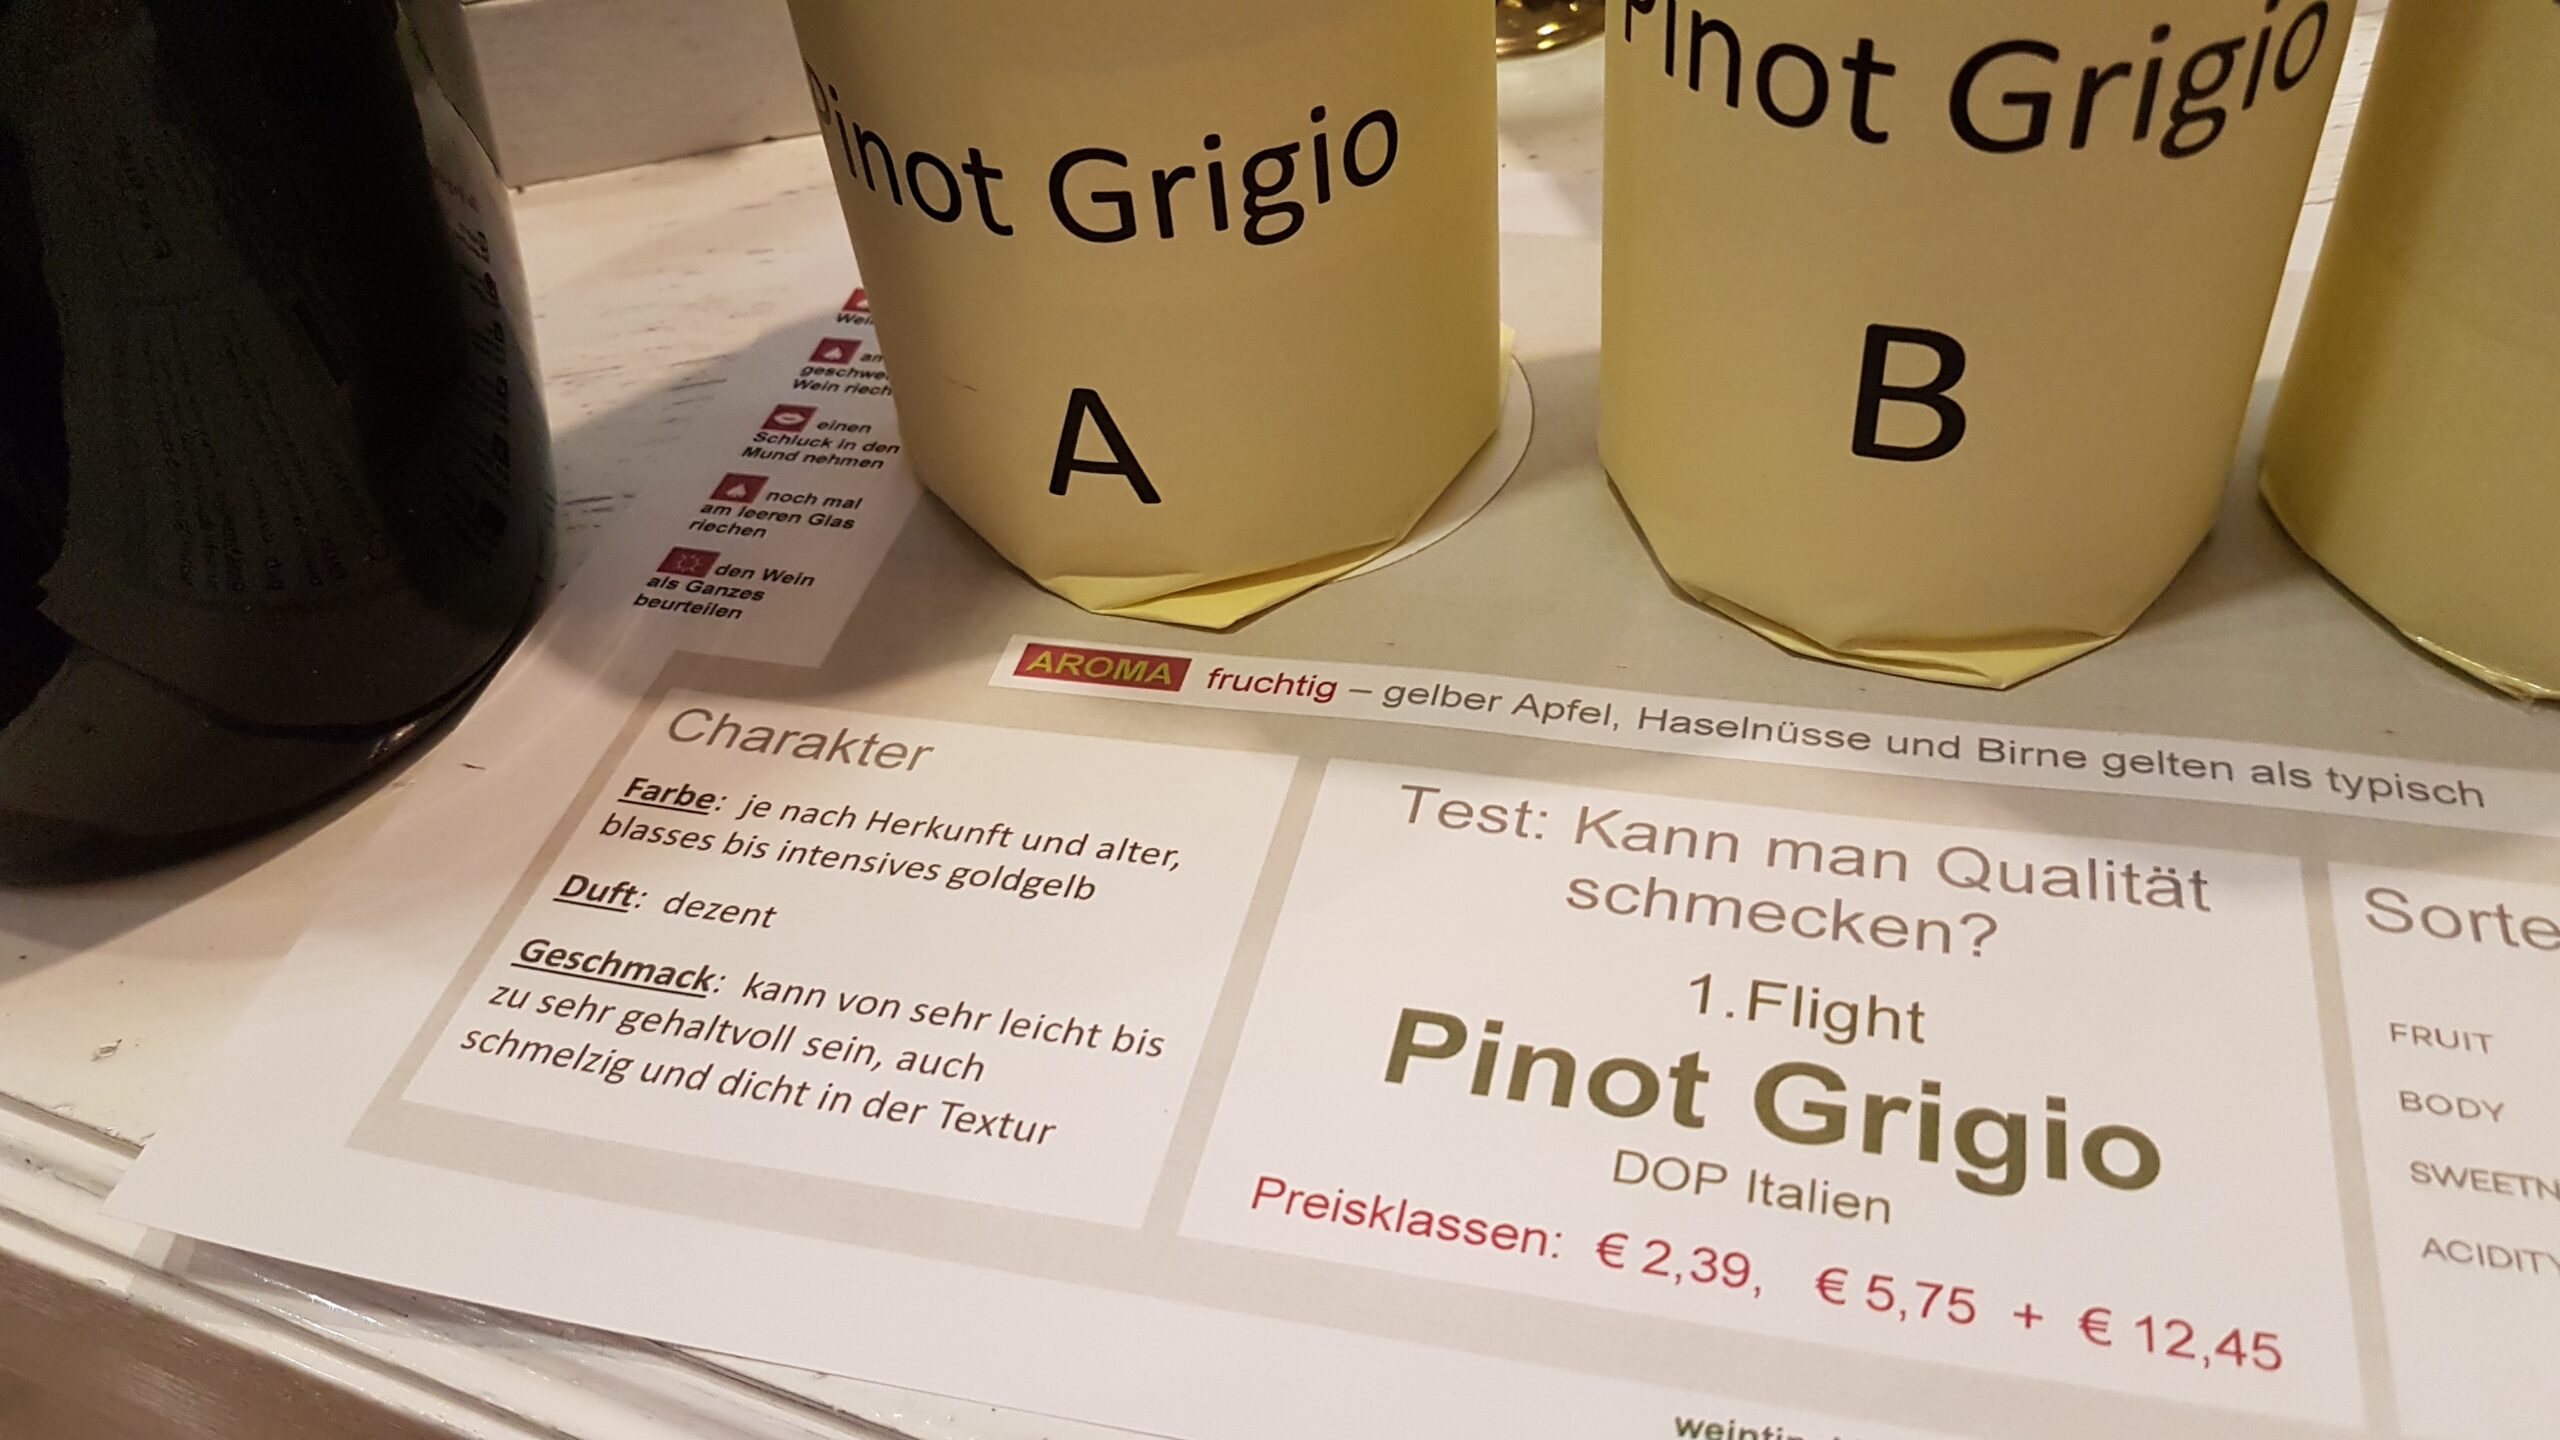 Pinot Grigio
A
Pinot Grigio
B
einen
Schluck in den
Mund nehmen
noch mal
am leeren Glas
riechen
den Wein
als Ganzes
beurteilen
AROMA fruchtig – gelber Apfel, Haselnüsse und Birne gelten als typisch
Charakter
Farbe: je nach Herkunft und alter,
blasses bis intensives goldgelb
Duft: dezent
Geschmack: kann von sehr leicht bis
zu sehr gehaltvoll sein, auch
schmelzig und dicht in der Textur
Test: Kann man Qualität
schmecken?
1.Flight
Pinot Grigio
DOP Italien
Preisklassen: € 2,39, € 5,75 + € 12,45
FRUIT
BODY